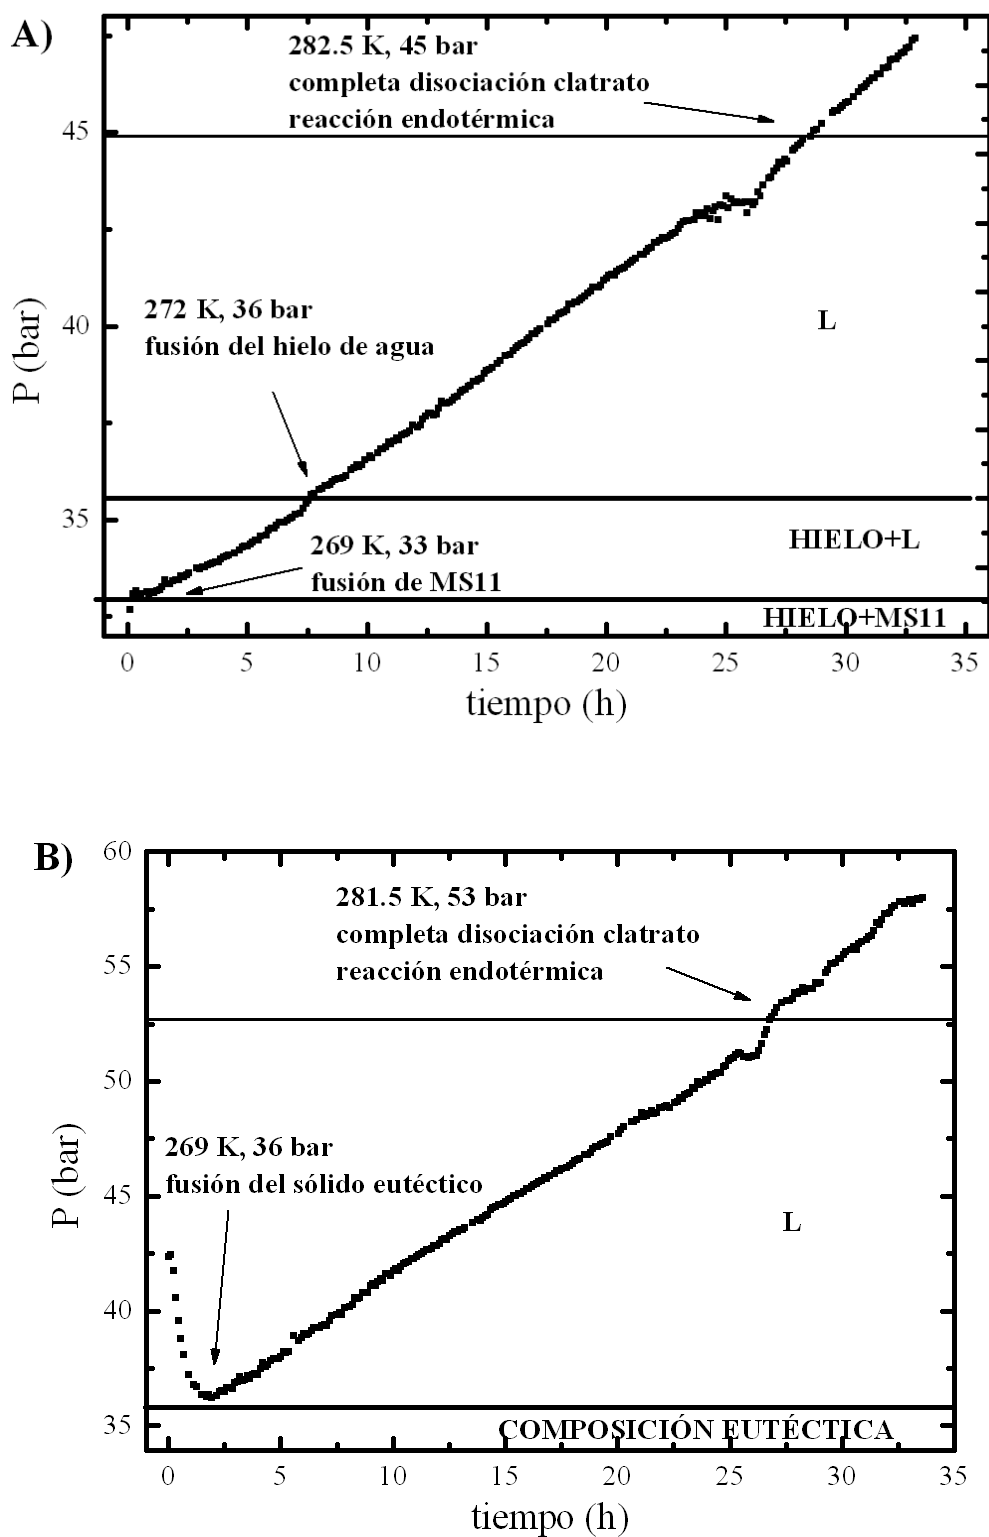 A)
282.5 K, 45 bar
completa disociación clatrato
reacción endotérmica
45
272 K, 36 bar
fusión del hielo de agua
40
L
P (bar)
35
269 K, 33 bar
fusión de MS11
HIELO+L
HIELO+MS11
0 5 10 15 20 25 30 35
tiempo (h)
B)
60
281.5 K, 53 bar
completa disociación clatrato
reacción endotérmica
55
50
269 K, 36 bar
fusión del sólido eutéctico
P (bar)
45
L
40
35
COMPOSICIÓN EUTÉCTICA
0 5 10 15 20 25 30 35
tiempo (h)